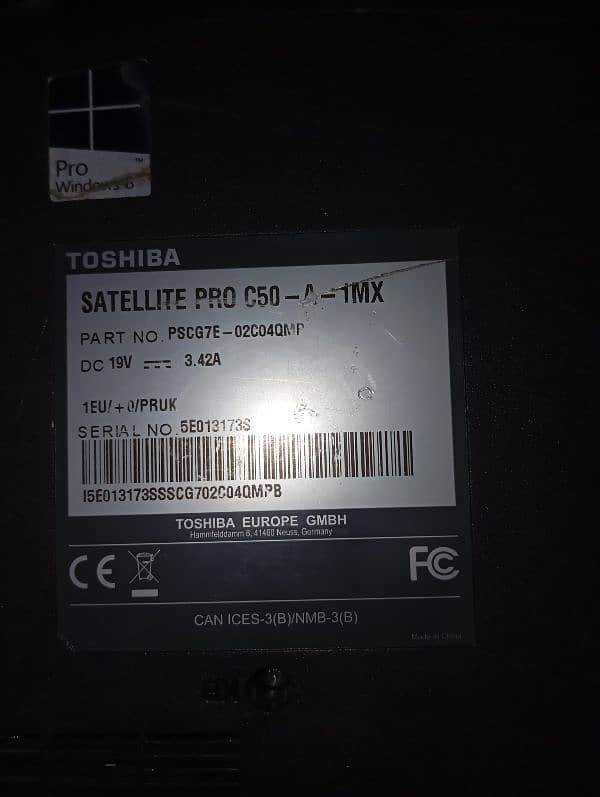 Pro ™
Windows 8
TOSHIBA
SATELLITE PRO C50-A-1MX
PART NO. PSCG7E-02C04QMP
DC 19V ⎓ 3.42A
1EU/+0/PRUK
SERIAL NO. 5E013173S
I5E013173SSSCG702C04QMPB
TOSHIBA EUROPE GMBH
Hammfelddamm 8, 41460 Neuss, Germany
CE FC
CAN ICES-3(B)/NMB-3(B)
Made in China